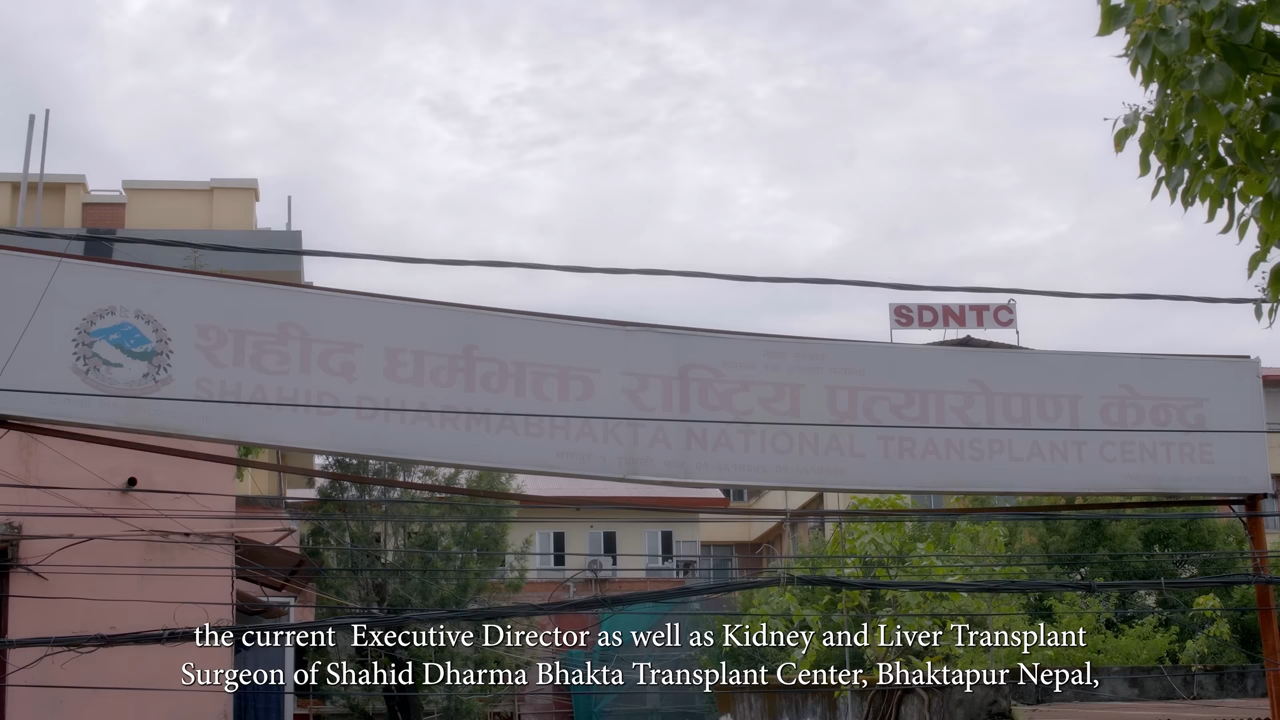 SDNTC
शहीद धर्मभक्त राष्ट्रिय प्रत्यारोपण केन्द्र
SHAHID DHARMABHAKTA NATIONAL TRANSPLANT CENTRE
the current  Executive Director as well as Kidney and Liver Transplant
Surgeon of Shahid Dharma Bhakta Transplant Center, Bhaktapur Nepal,